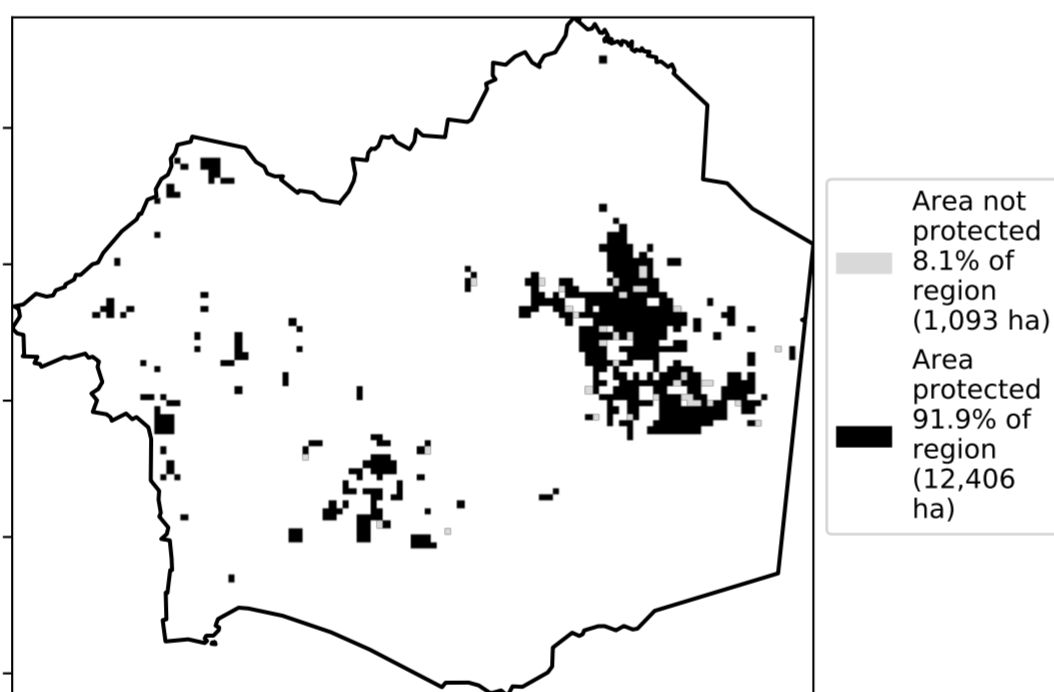 Area not
protected
8.1% of
region
(1,093 ha)
Area
protected
91.9% of
region
(12,406
ha)